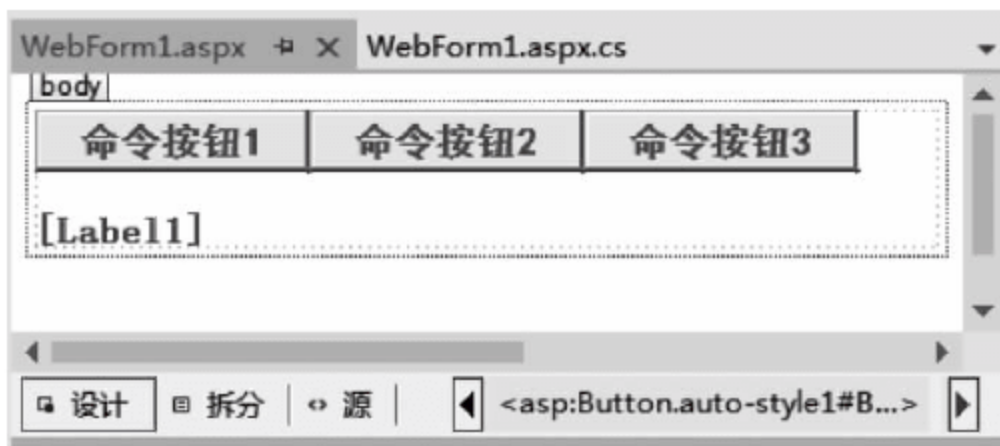 WebForm1.aspx WebForm1.aspx.cs
body
命令按钮1 命令按钮2 命令按钮3
[Label1]
设计 拆分 源 <asp:Button.auto-style1#B...>